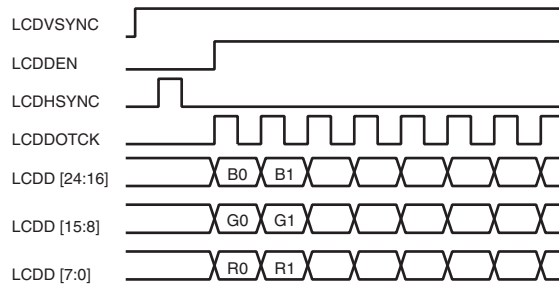 LCDVSYNC
LCDDEN
LCDHSYNC
LCDDOTCK
LCDD [24:16] B0 B1
LCDD [15:8] G0 G1
LCDD [7:0] R0 R1